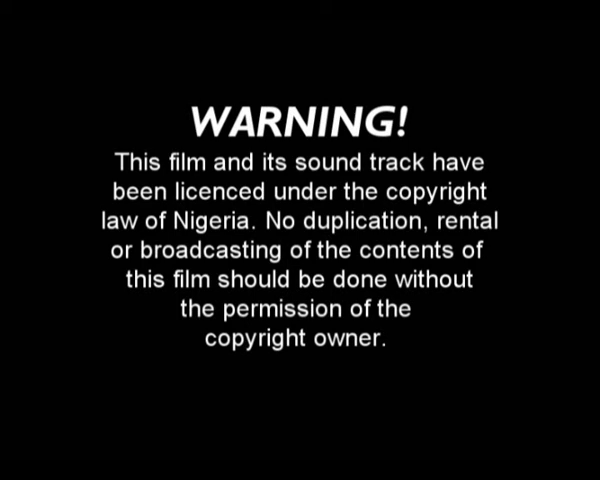 WARNING!
This film and its sound track have
been licenced under the copyright
law of Nigeria. No duplication, rental
or broadcasting of the contents of
this film should be done without
the permission of the
copyright owner.